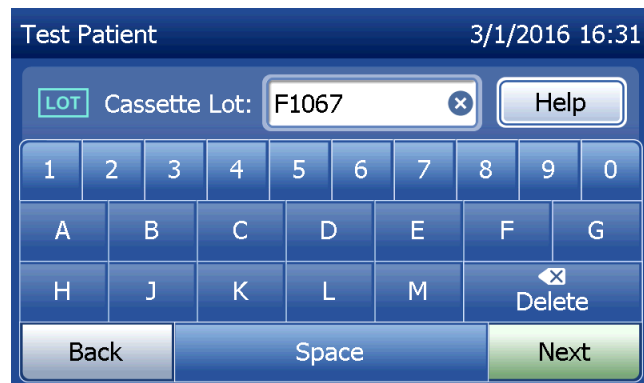 Test Patient 3/1/2016 16:31
LOT Cassette Lot: F1067 Help
1 2 3 4 5 6 7 8 9 0
A B C D E F G
H J K L M Delete
Back Space Next